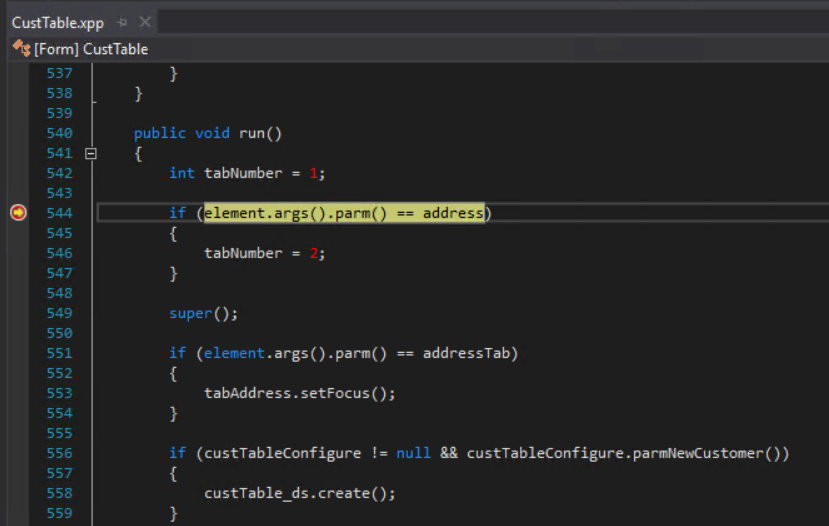 CustTable.xpp
[Form] CustTable
537         }
538     }
539
540     public void run()
541     {
542         int tabNumber = 1;
543
544         if (element.args().parm() == address)
545         {
546             tabNumber = 2;
547         }
548
549         super();
550
551         if (element.args().parm() == addressTab)
552         {
553             tabAddress.setFocus();
554         }
555
556         if (custTableConfigure != null && custTableConfigure.parmNewCustomer())
557         {
558             custTable_ds.create();
559         }